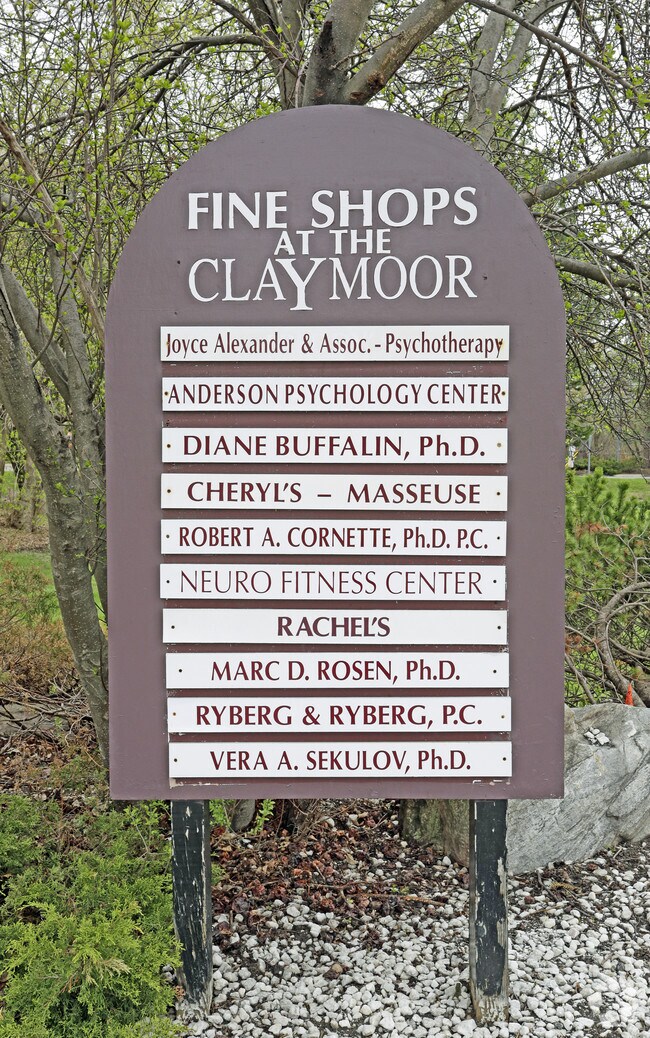 FINE SHOPS
AT THE
CLAYMOOR
Joyce Alexander & Assoc. - Psychotherapy
ANDERSON PSYCHOLOGY CENTER
DIANE BUFFALIN, Ph.D.
CHERYL'S – MASSEUSE
ROBERT A. CORNETTE, Ph.D. P.C.
NEURO FITNESS CENTER
RACHEL'S
MARC D. ROSEN, Ph.D.
RYBERG & RYBERG, P.C.
VERA A. SEKULOV, Ph.D.